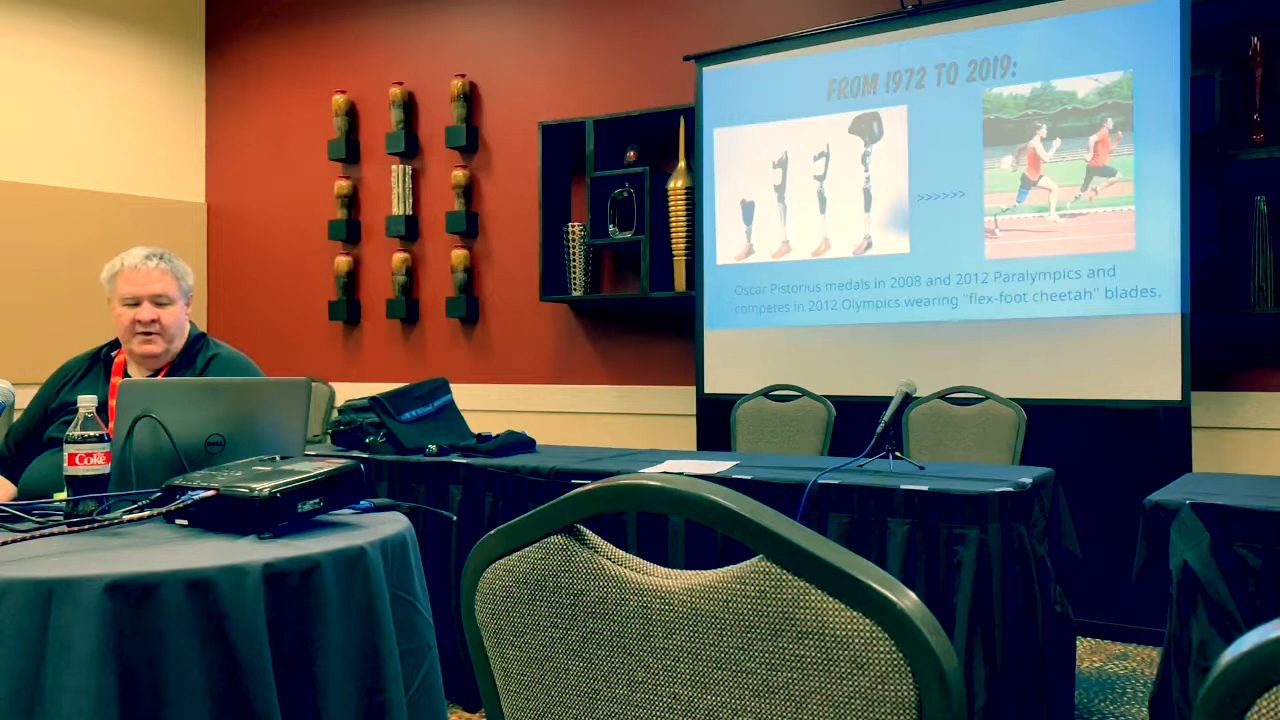 FROM 1972 TO 2019:
>>>>>>
Oscar Pistorius medals in 2008 and 2012 Paralympics and
competes in 2012 Olympics wearing "flex-foot cheetah" blades.
Coke
DELL